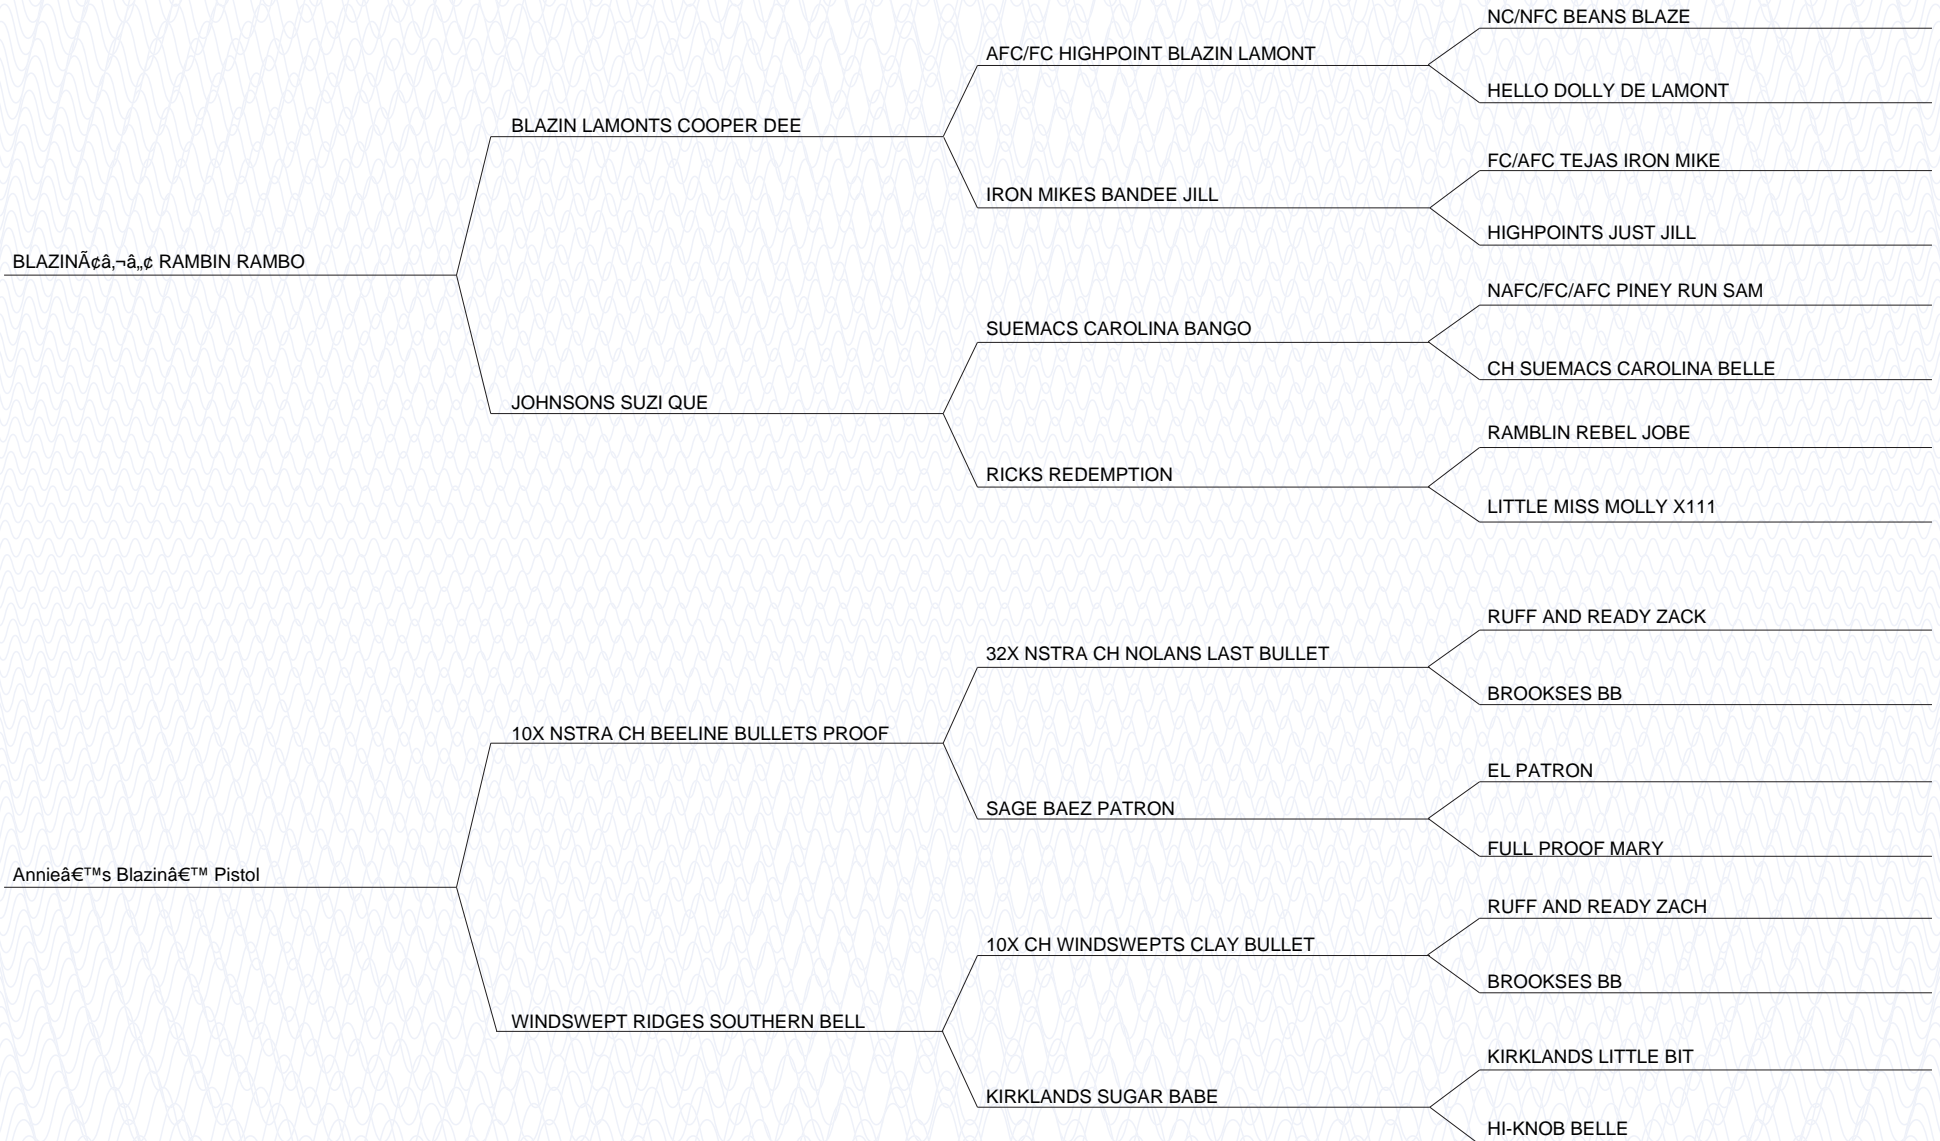 NC/NFC BEANS BLAZE
AFC/FC HIGHPOINT BLAZIN LAMONT
HELLO DOLLY DE LAMONT
BLAZIN LAMONTS COOPER DEE
FC/AFC TEJAS IRON MIKE
IRON MIKES BANDEE JILL
HIGHPOINTS JUST JILL
BLAZINÃ¢â‚¬â„¢ RAMBIN RAMBO
NAFC/FC/AFC PINEY RUN SAM
SUEMACS CAROLINA BANGO
CH SUEMACS CAROLINA BELLE
JOHNSONS SUZI QUE
RAMBLIN REBEL JOBE
RICKS REDEMPTION
LITTLE MISS MOLLY X111
RUFF AND READY ZACK
32X NSTRA CH NOLANS LAST BULLET
BROOKSES BB
10X NSTRA CH BEELINE BULLETS PROOF
EL PATRON
SAGE BAEZ PATRON
FULL PROOF MARY
Annieâ€™s Blazinâ€™ Pistol
RUFF AND READY ZACH
10X CH WINDSWEPTS CLAY BULLET
BROOKSES BB
WINDSWEPT RIDGES SOUTHERN BELL
KIRKLANDS LITTLE BIT
KIRKLANDS SUGAR BABE
HI-KNOB BELLE